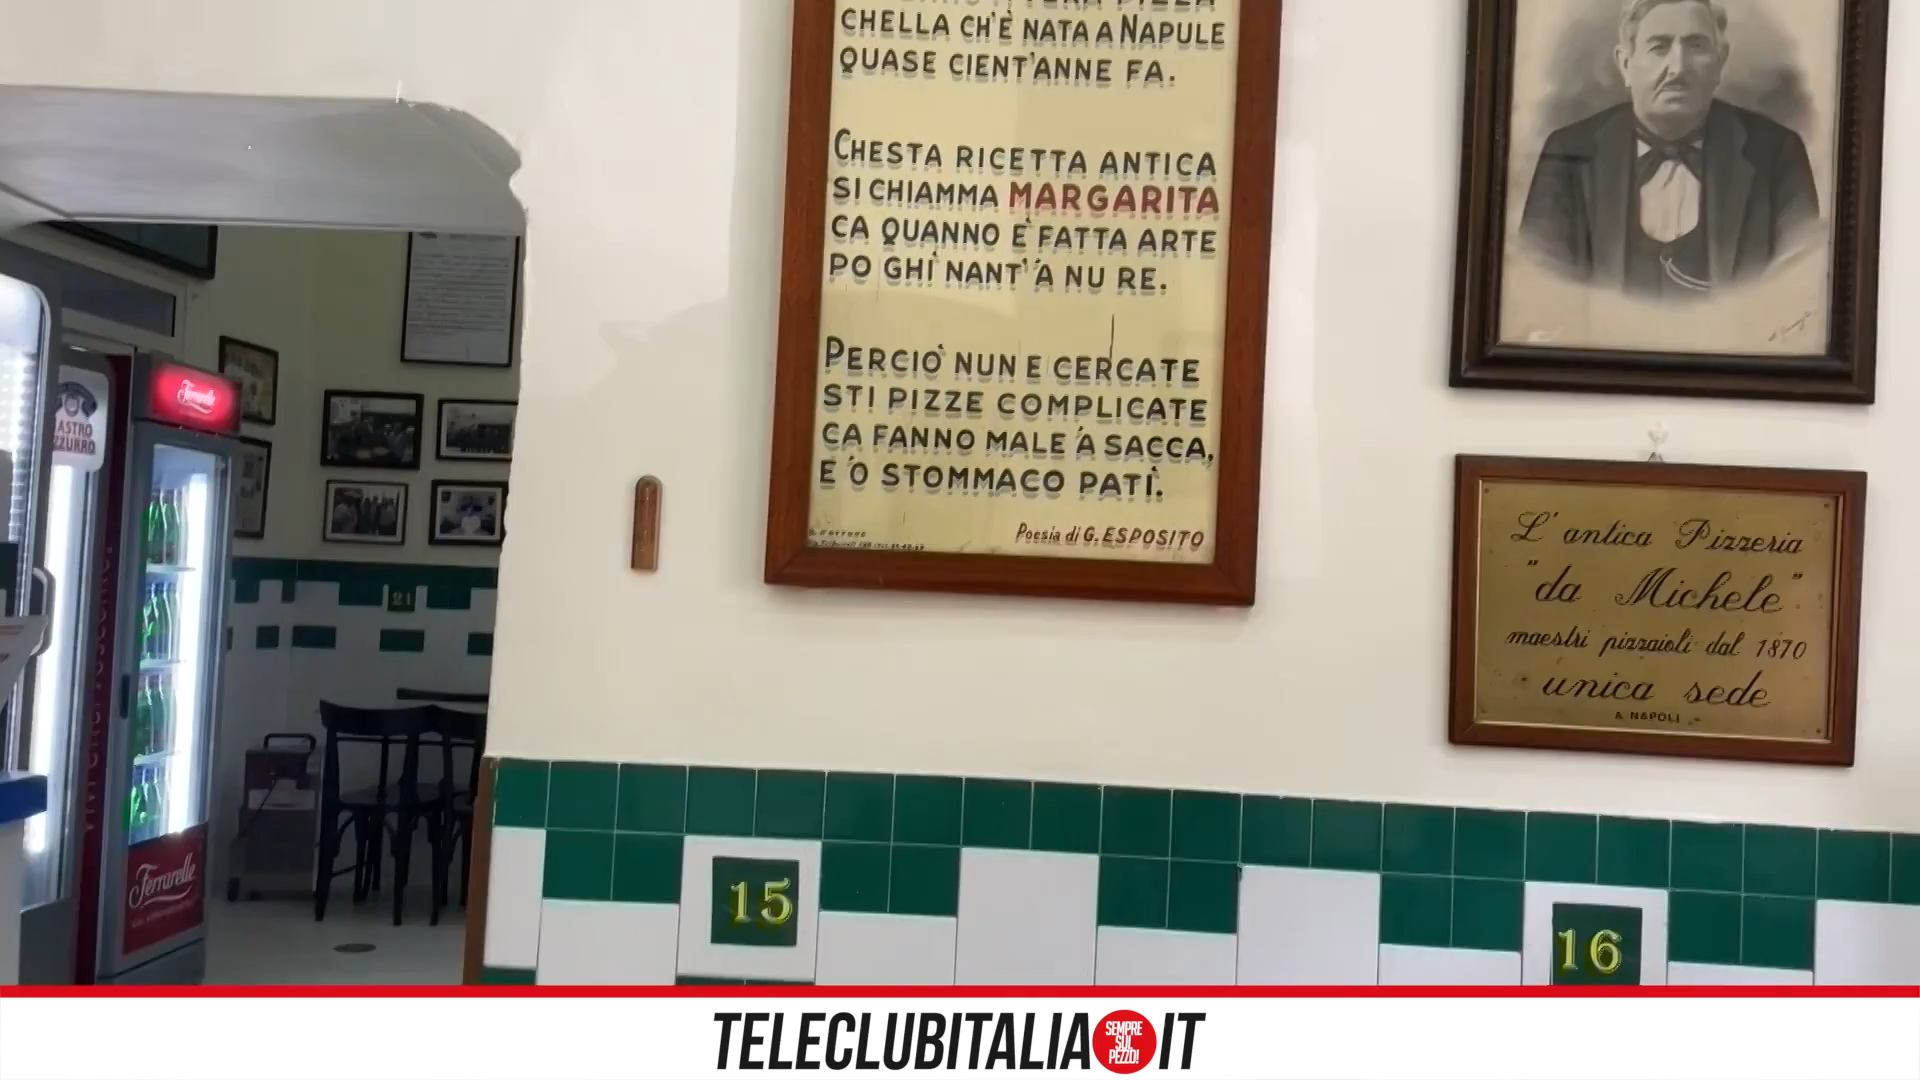 CHELLA CH'È NATA A NAPULE
QUASE CIENT'ANNE FA.
CHESTA RICETTA ANTICA
SI CHIAMMA MARGARITA
CA QUANNO È FATTA ARTE
PO GHÌ NANT' 'A NU RE.
PERCIÒ NUN E CERCATE
STI PIZZE COMPLICATE
CA FANNO MALE 'A SACCA,
E 'O STOMMACO PATÌ.
Poesia di G. ESPOSITO
L' antica Pizzeria
"da Michele"
maestri pizzaioli dal 1870
unica sede
A NAPOLI
Ferrarelle
ASTRO
ZZURRO
21
Ferrarelle
15
16
TELECLUBITALIA
SEMPRE
SUL
PEZZO!
IT